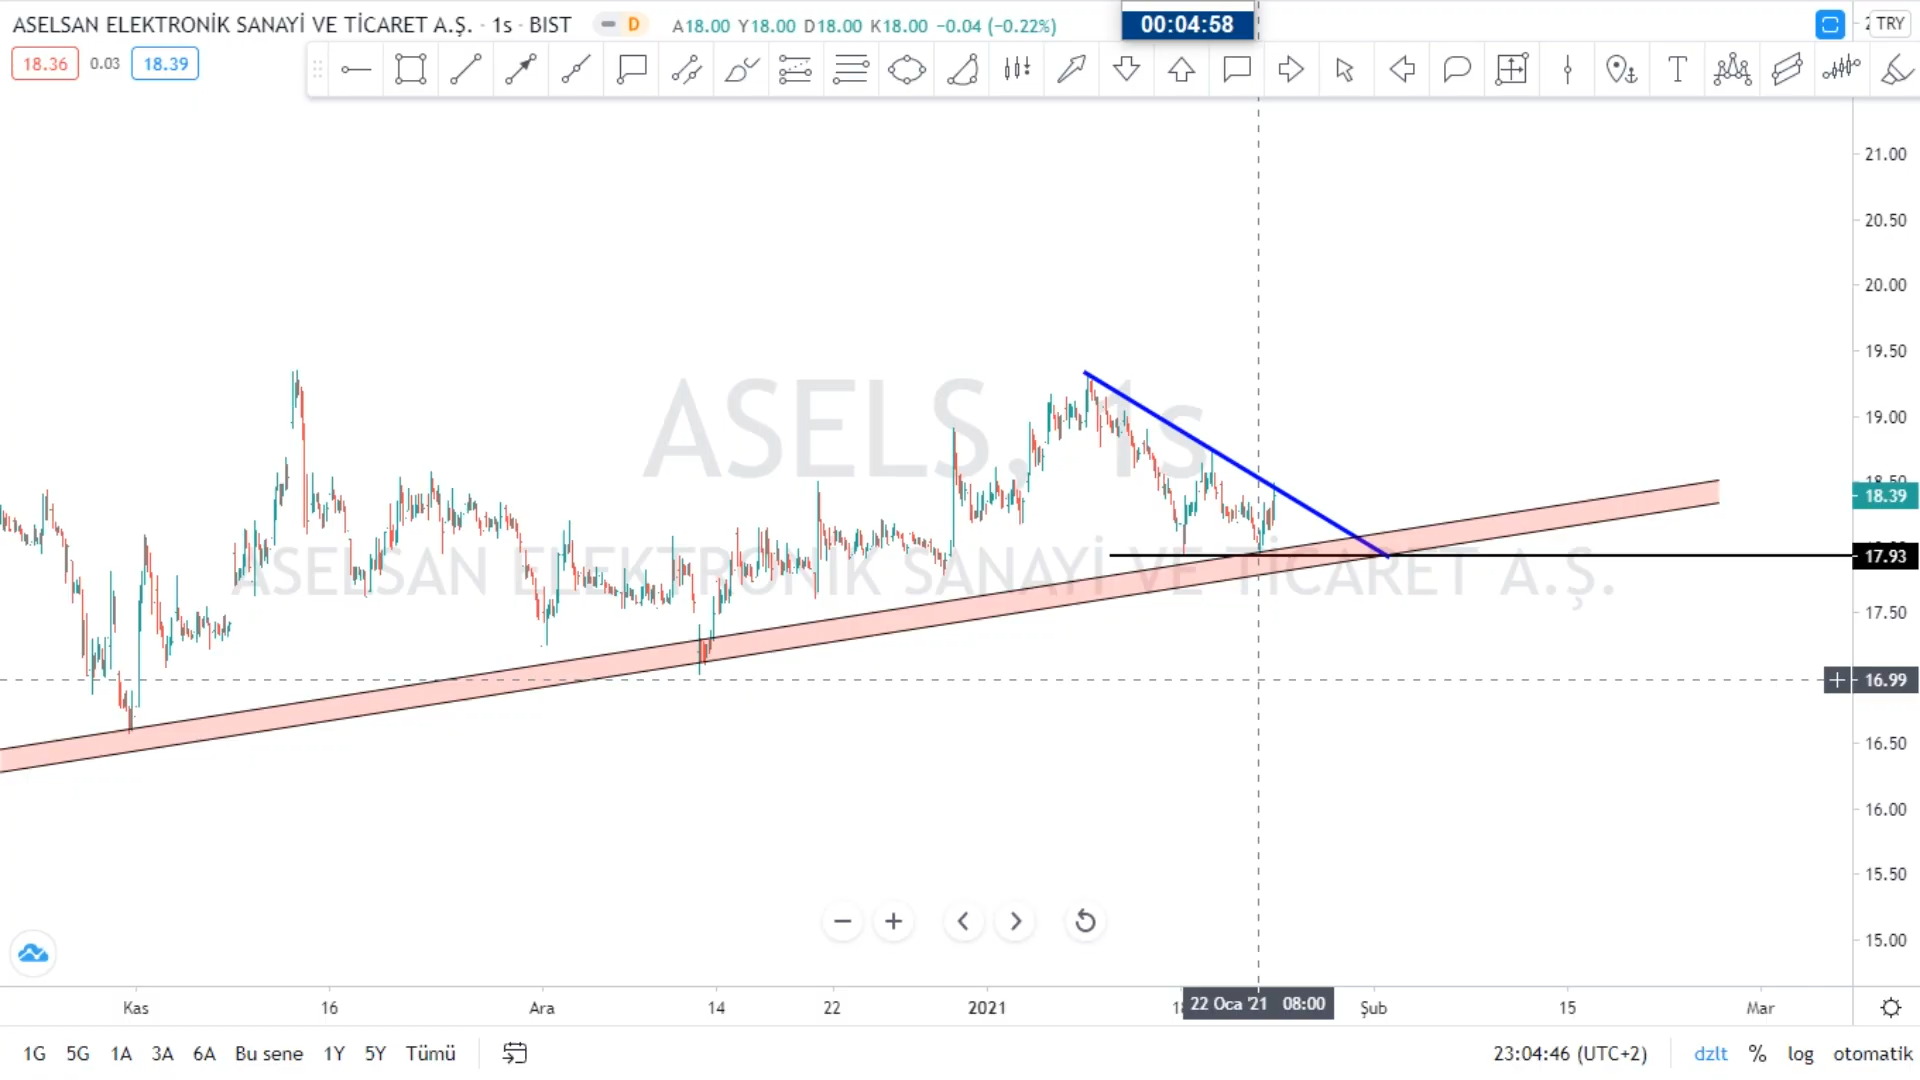 ASELSAN ELEKTRONİK SANAYİ VE TİCARET A.Ş. · 1s · BIST D A18.00 Y18.00 D18.00 K18.00 −0.04 (−0.22%)
00:04:58
TRY
18.36 0.03 18.39
T
21.00
20.50
20.00
19.50
19.00
18.50
18.39
17.93
17.50
16.99
16.50
16.00
15.50
15.00
ASELS, 1s
ASELSAN ELEKTRONİK SANAYİ VE TİCARET A.Ş.
Kas 16 Ara 14 22 2021 22 Oca '21 08:00 Şub 15 Mar
1G 5G 1A 3A 6A Bu sene 1Y 5Y Tümü 23:04:46 (UTC+2) dzlt % log otomatik